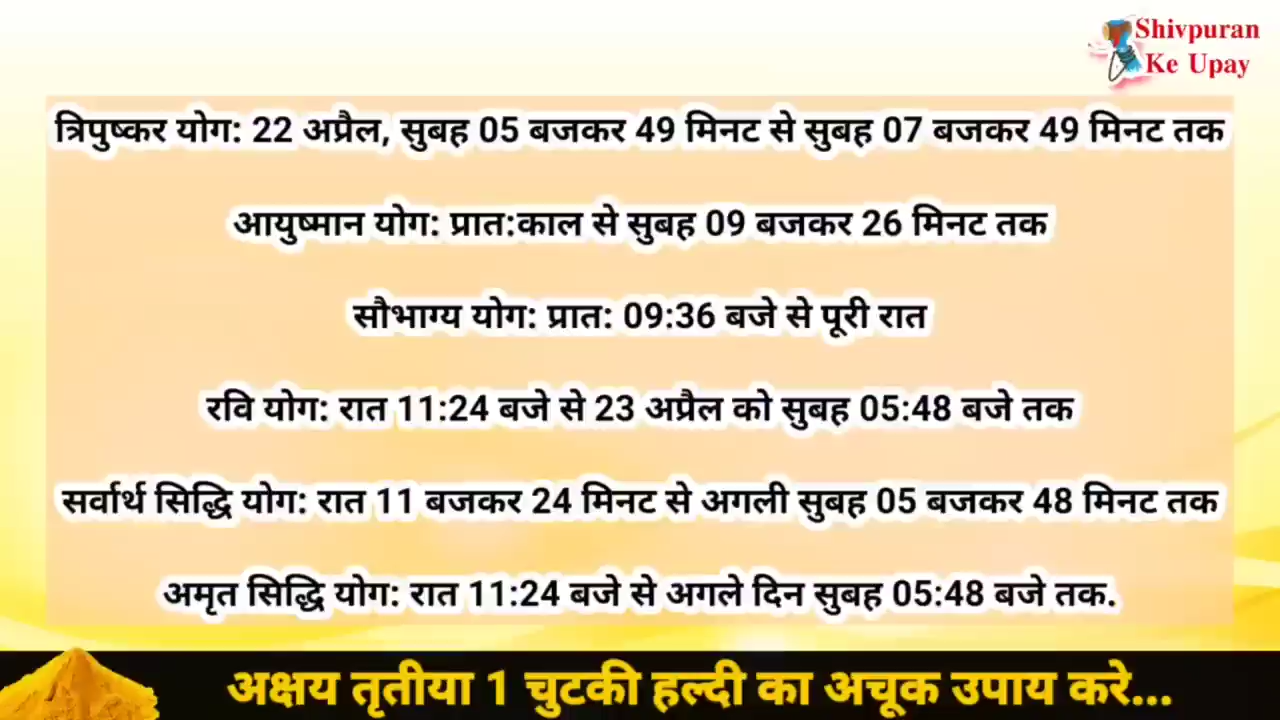 Shivpuran
Ke Upay
त्रिपुष्कर योग: 22 अप्रैल, सुबह 05 बजकर 49 मिनट से सुबह 07 बजकर 49 मिनट तक
आयुष्मान योग: प्रात:काल से सुबह 09 बजकर 26 मिनट तक
सौभाग्य योग: प्रात: 09:36 बजे से पूरी रात
रवि योग: रात 11:24 बजे से 23 अप्रैल को सुबह 05:48 बजे तक
सर्वार्थ सिद्धि योग: रात 11 बजकर 24 मिनट से अगली सुबह 05 बजकर 48 मिनट तक
अमृत सिद्धि योग: रात 11:24 बजे से अगले दिन सुबह 05:48 बजे तक.
अक्षय तृतीया 1 चुटकी हल्दी का अचूक उपाय करे...